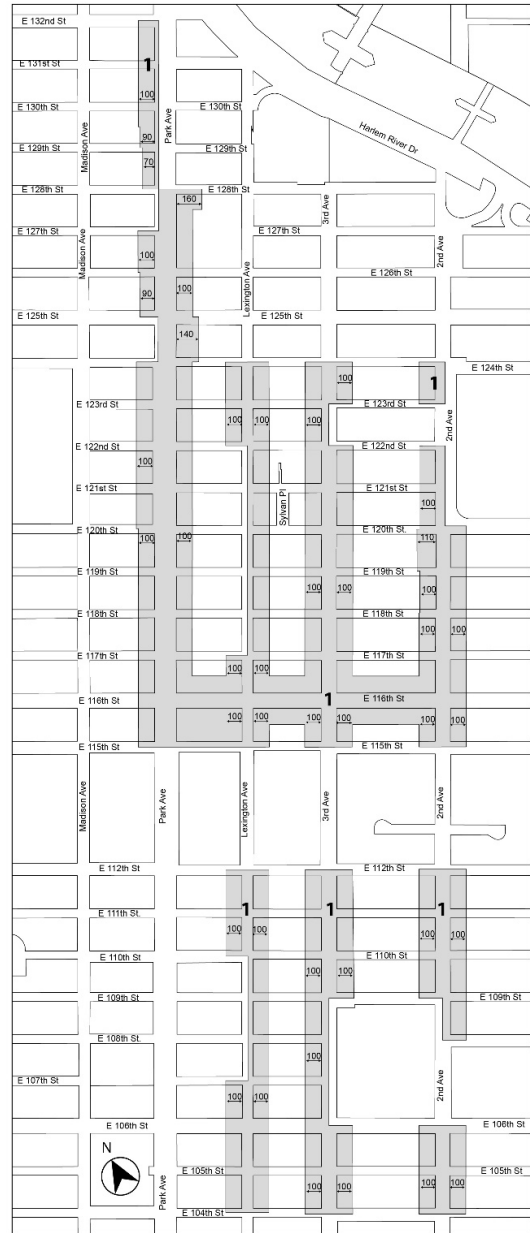 E 132nd St
E 131st St
1
100
E 130th St
E 130th St
90
Madison Ave
Park Ave
Harlem River Dr
E 129th St
E 129th St
70
E 128th St
E 128th St
160
3rd Ave
E 127th St
E 127th St
Madison Ave
2nd Ave
100
Lexington Ave
E 126th St
90
100
E 125th St
E 125th St
140
E 124th St
100
1
E 123rd St
E 123rd St
100
100
100
2nd Ave
E 122nd St
E 122nd St
100
E 121st St
E 121st St
Sylvan Pl
100
E 120th St
E 120th St.
100
100
110
E 119th St
E 119th St
100
100
100
E 118th St
E 118th St
100
100
E 117th St
E 117th St
100
100
E 116th St
1
E 116th St
100
100
100
100
100
100
E 115th St
E 115th St
Madison Ave
Park Ave
Lexington Ave
3rd Ave
2nd Ave
E 112th St
E 112th St
1
1
1
E 111th St.
100
100
100
100
E 110th St
E 110th St
100
100
E 109th St
E 109th St
E 108th St.
100
E 107th St
2nd Ave
100
100
E 106th St
E 106th St
N
E 105th St
E 105th St
Park Ave
100
100
100
100
E 104th St